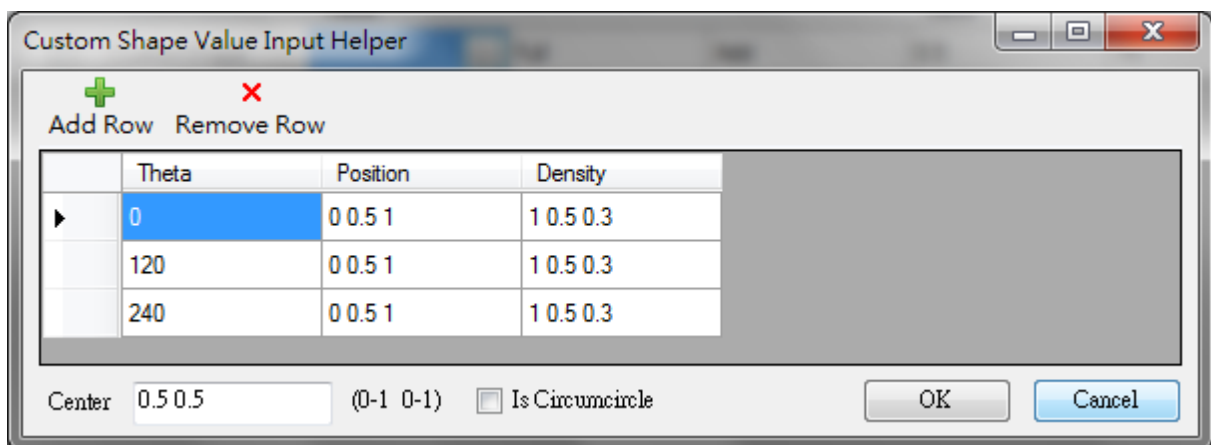 Custom Shape Value Input Helper
Add Row Remove Row
Theta Position Density
0 0 0.5 1 1 0.5 0.3
120 0 0.5 1 1 0.5 0.3
240 0 0.5 1 1 0.5 0.3
Center 0.5 0.5 (0-1 0-1) Is Circumcircle OK Cancel